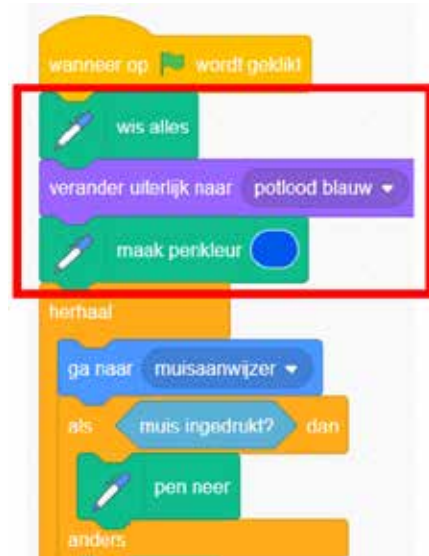 wanneer op wordt geklikt
wis alles
verander uiterlijk naar potlood blauw
maak penkleur
herhaal
ga naar muisaanwijzer
als muis ingedrukt? dan
pen neer
anders